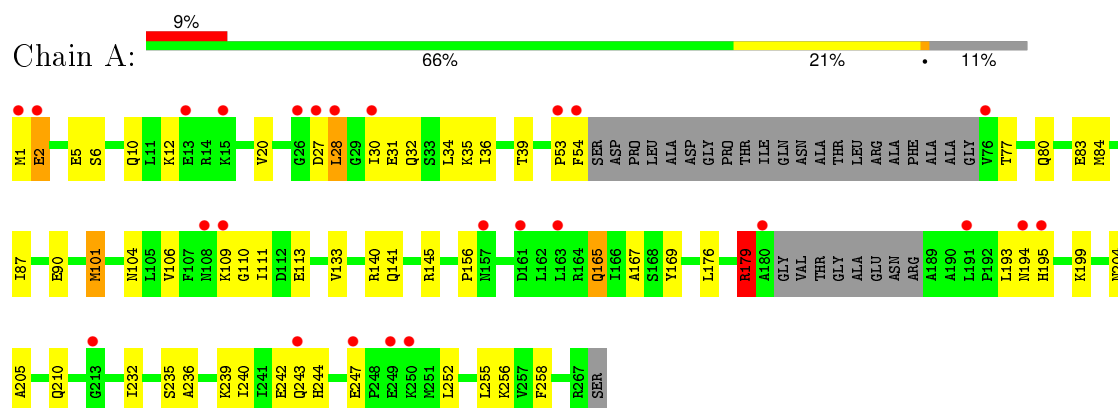 9%
Chain A:
66% 21% • 11%
M1 E2 E5 S6 Q10 L11 K12 E13 R14 K15 V20 G26 D27 L28 G29 I30 E31 Q32 S33 L34 K35 I36 T39 P53 F54 SER ASP PRO LEU ALA ASP GLY PRO THR ILE GLN ASN ALA THR LEU ARG ALA PHE ALA ALA GLY V76 T77 Q80 E83 M84
I87 E90 M101 N104 L105 V106 F107 N108 K109 G110 I111 D112 E113 V133 R140 Q141 R145 P156 N157 D161 L162 L163 R164 Q165 I166 A167 S168 Y169 L176 R179 A180 GLY VAL THR GLY ALA GLU ASN ARG A189 A190 L191 P192 L193 N194 H195 K199 N204
A205 Q210 G213 I232 S235 A236 K239 I240 I241 E242 Q243 H244 E247 P248 E249 K250 M251 L252 L255 K256 V257 F258 R267 SER